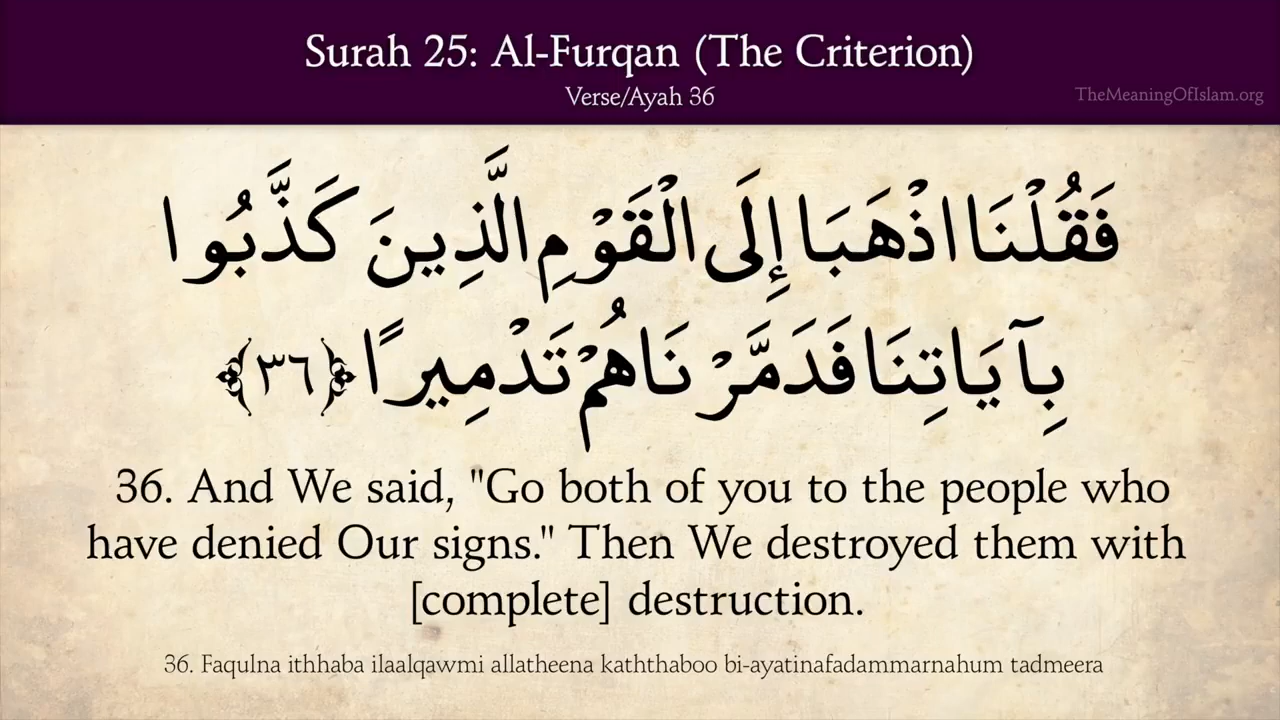 Surah 25: Al-Furqan (The Criterion)
Verse/Ayah 36
TheMeaningOfIslam.org
فَقُلْنَا اذْهَبَا إِلَى الْقَوْمِ الَّذِينَ كَذَّبُوا
بِآيَاتِنَا فَدَمَّرْنَاهُمْ تَدْمِيرًا ﴿٣٦﴾
36. And We said, "Go both of you to the people who
have denied Our signs." Then We destroyed them with
[complete] destruction.
36. Faqulna ithhaba ilaalqawmi allatheena kaththaboo bi-ayatinafadammarnahum tadmeera